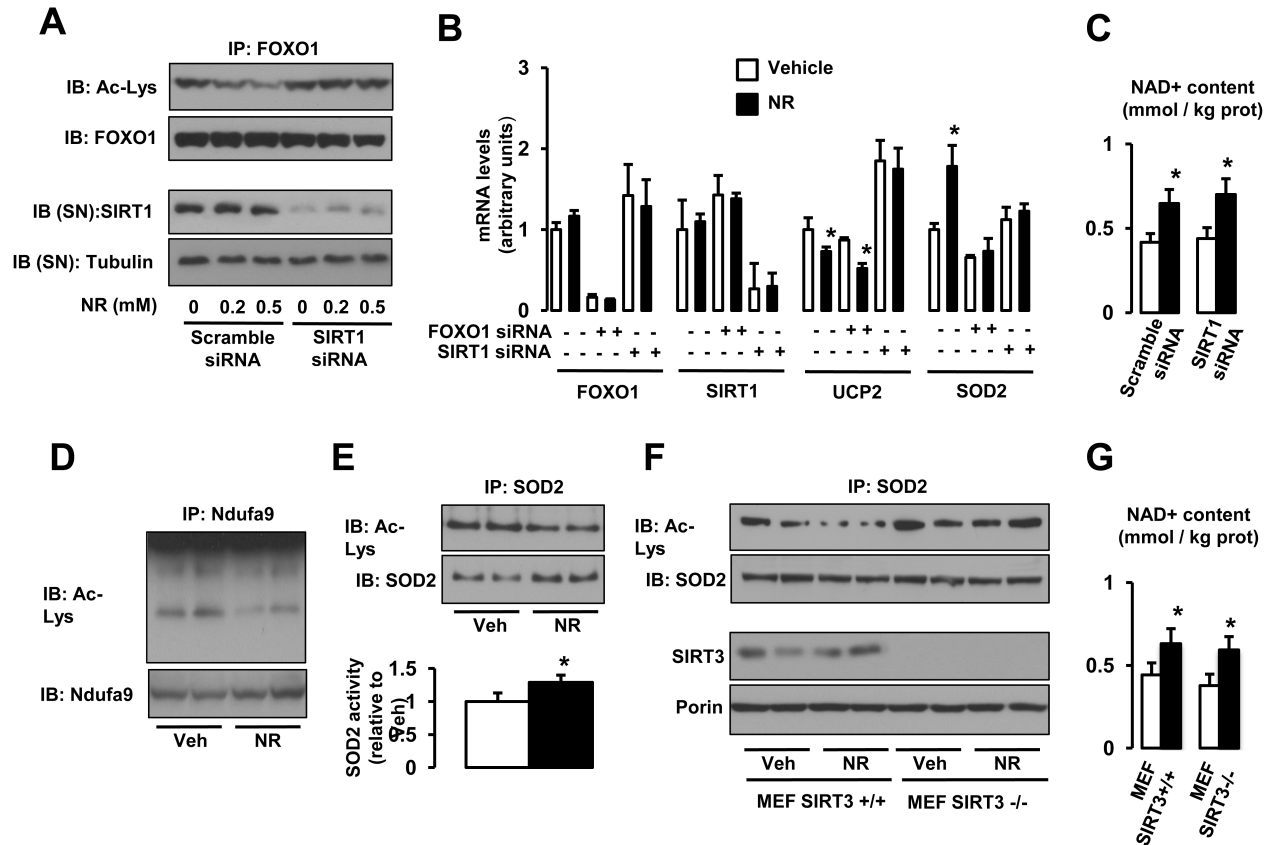 A
IP: FOXO1
IB: Ac-Lys
IB: FOXO1
IB (SN):SIRT1
IB (SN): Tubulin
NR (mM) 0 0.2 0.5 0 0.2 0.5
Scramble siRNA
SIRT1 siRNA
B
Vehicle
NR
mRNA levels
(arbitrary units)
3
2
1
0
* * *
FOXO1 siRNA - - + + - - - - + + - - - - + + - - - - + + - -
SIRT1 siRNA - - - - + + - - - - + + - - - - + + - - - - + +
FOXO1 SIRT1 UCP2 SOD2
C
NAD+ content
(mmol / kg prot)
1
0.5
0
* *
Scramble
siRNA
SIRT1
siRNA
D
IP: Ndufa9
IB: Ac-
Lys
IB: Ndufa9
Veh NR
E
IP: SOD2
IB: Ac-
Lys
IB: SOD2
Veh NR
SOD2 activity
(relative to
Veh)
1.5
1
0.5
0
*
F
IP: SOD2
IB: Ac-
Lys
IB: SOD2
SIRT3
Porin
Veh NR Veh NR
MEF SIRT3 +/+ MEF SIRT3 -/-
G
NAD+ content
(mmol / kg prot)
1
0.5
0
* *
MEF
SIRT3+/+
MEF
SIRT3-/-